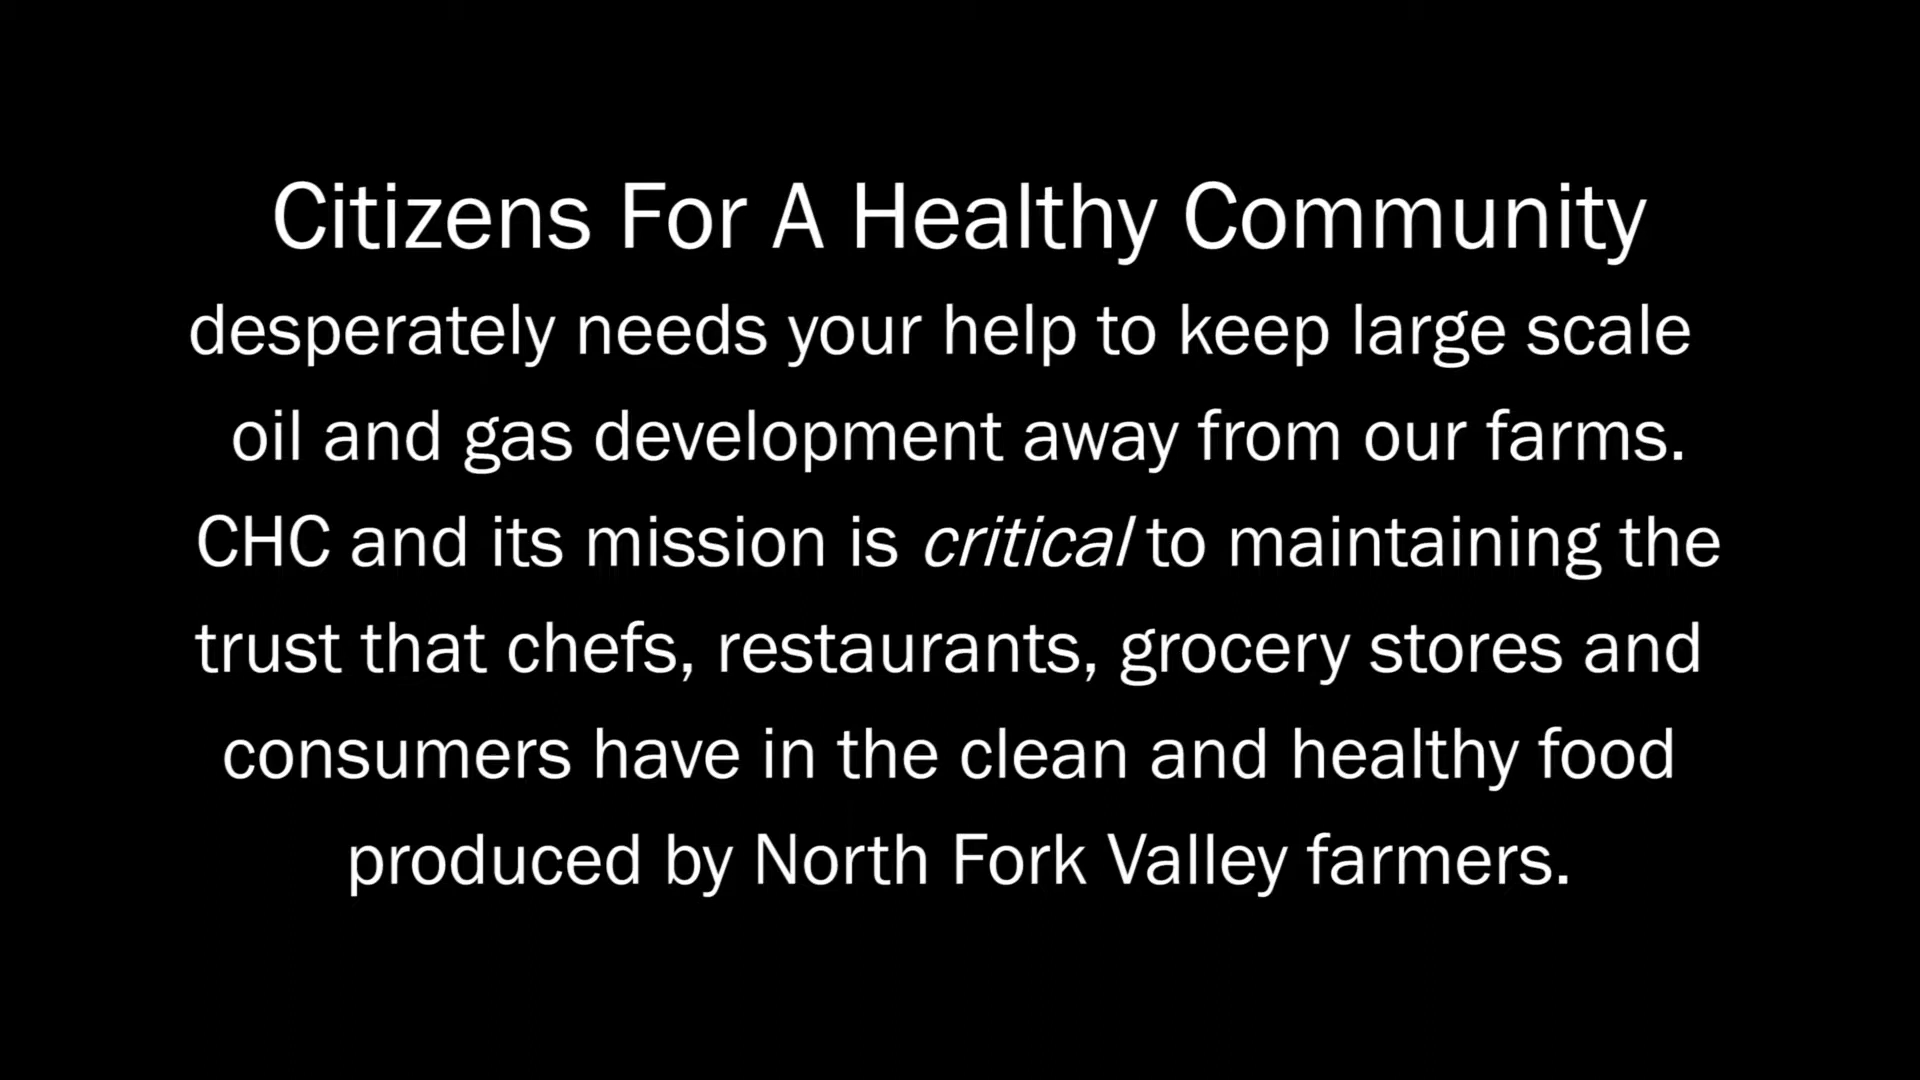 Citizens For A Healthy Community
desperately needs your help to keep large scale
oil and gas development away from our farms.
CHC and its mission is critical to maintaining the
trust that chefs, restaurants, grocery stores and
consumers have in the clean and healthy food
produced by North Fork Valley farmers.